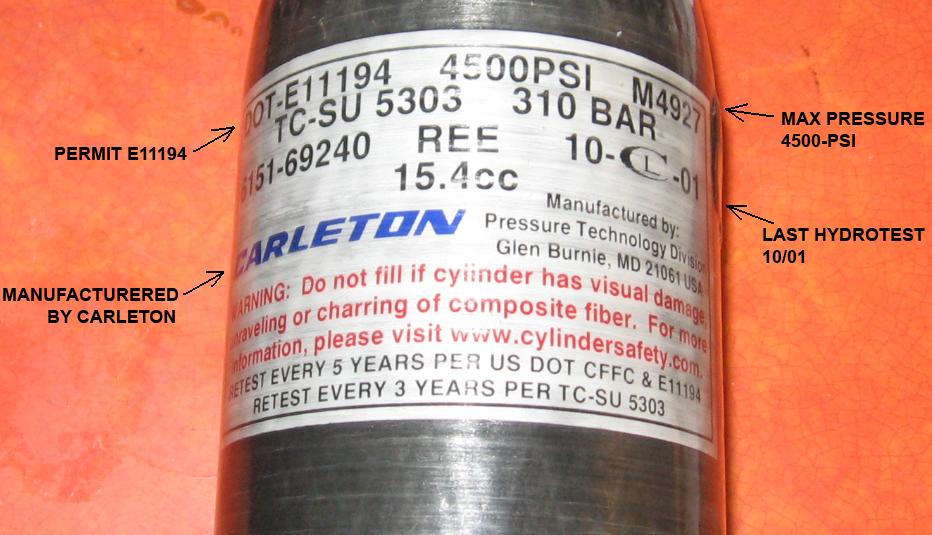 DOT-E11194 4500PSI M4927
TC-SU 5303 310 BAR
5151-69240 REE 10-CL-01
15.4cc
CARLETON
Manufactured by:
Pressure Technology Division
Glen Burnie, MD 21061 USA
WARNING: Do not fill if cylinder has visual damage,
unraveling or charring of composite fiber. For more
information, please visit www.cylindersafety.com.
RETEST EVERY 5 YEARS PER US DOT CFFC & E11194
RETEST EVERY 3 YEARS PER TC-SU 5303
PERMIT E11194
MANUFACTURERED
BY CARLETON
MAX PRESSURE
4500-PSI
LAST HYDROTEST
10/01